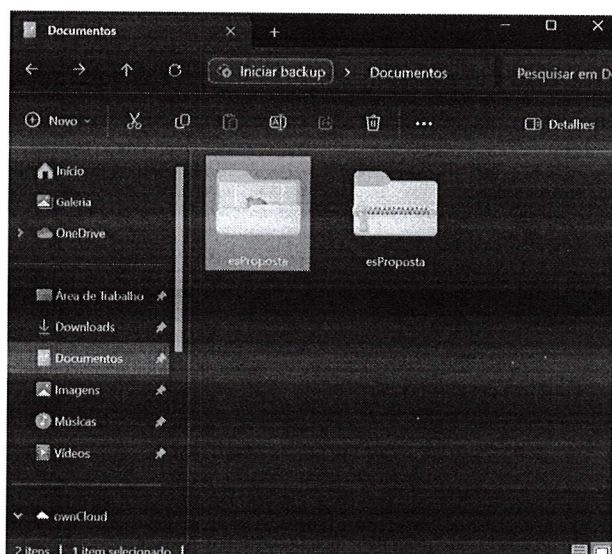 Documentos
Iniciar backup > Documentos Pesquisar em D
Novo Detalhes
Início
Galeria
OneDrive
Área de Trabalho
Downloads
Documentos
Imagens
Músicas
Vídeos
ownCloud
esProposta esProposta
2 itens | 1 item selecionado |